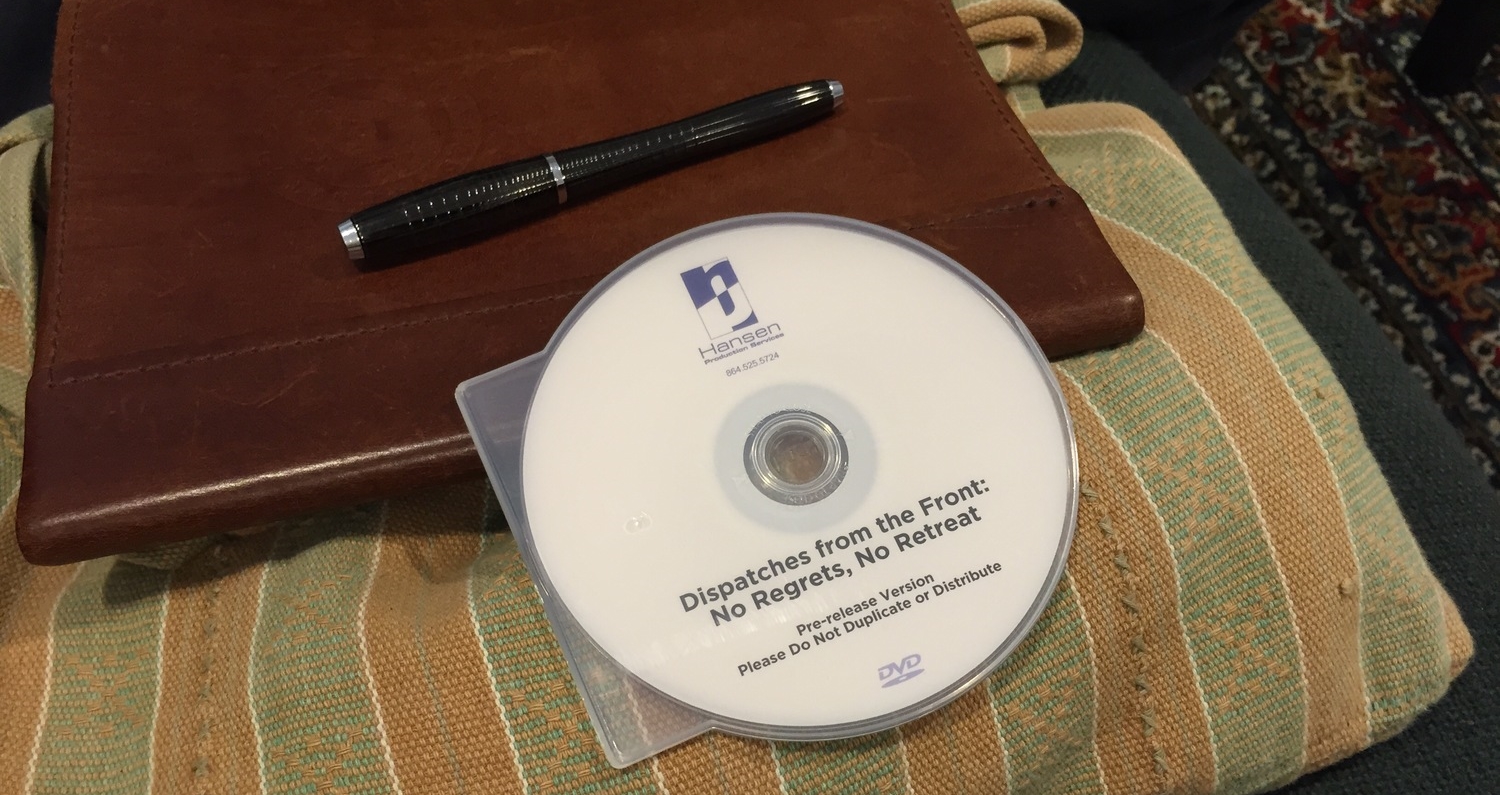 Hansen
Production Services
864.525.5724
Dispatches from the Front:
No Regrets, No Retreat
Pre-release Version
Please Do Not Duplicate or Distribute
DVD